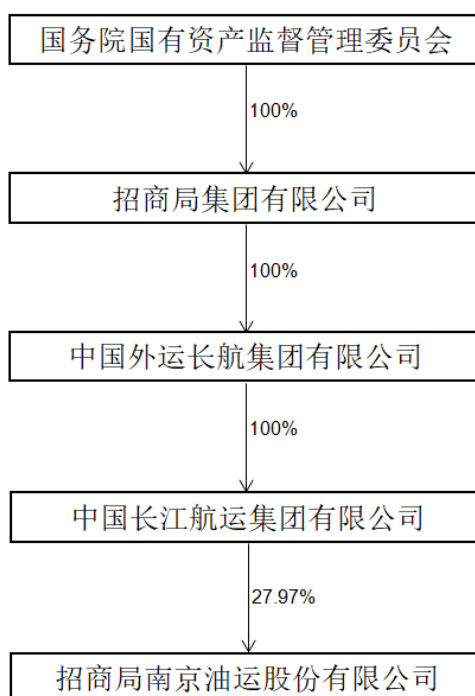 国务院国有资产监督管理委员会
100%
招商局集团有限公司
100%
中国外运长航集团有限公司
100%
中国长江航运集团有限公司
27.97%
招商局南京油运股份有限公司